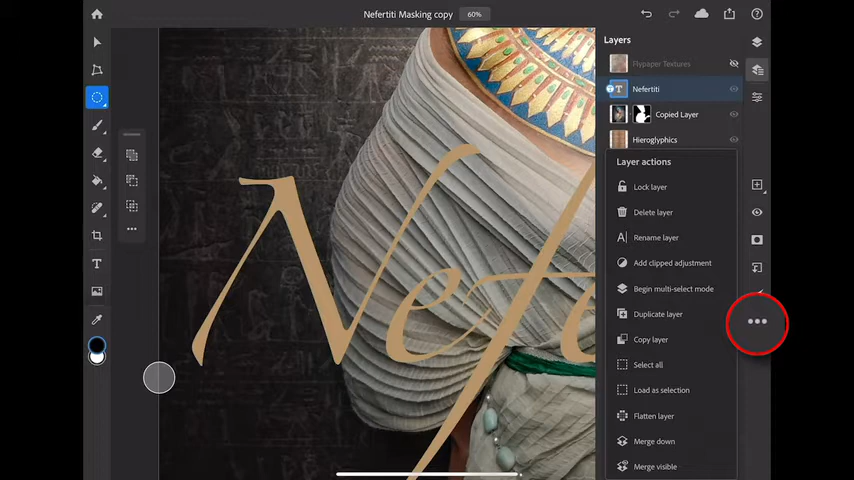 Nefertiti Masking copy
60%
Layers
Flypaper Textures
T Nefertiti
Copied Layer
Hieroglyphics
Layer actions
Lock layer
Delete layer
Rename layer
Add clipped adjustment
Begin multi-select mode
Duplicate layer
Copy layer
Select all
Load as selection
Flatten layer
Merge down
Merge visible
T
Nefe